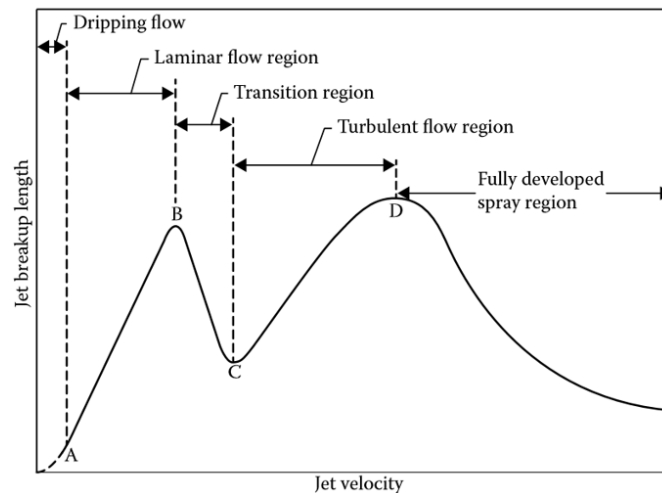 Dripping flow
Laminar flow region
Transition region
Turbulent flow region
Fully developed
spray region
B
D
C
A
Jet breakup length
Jet velocity